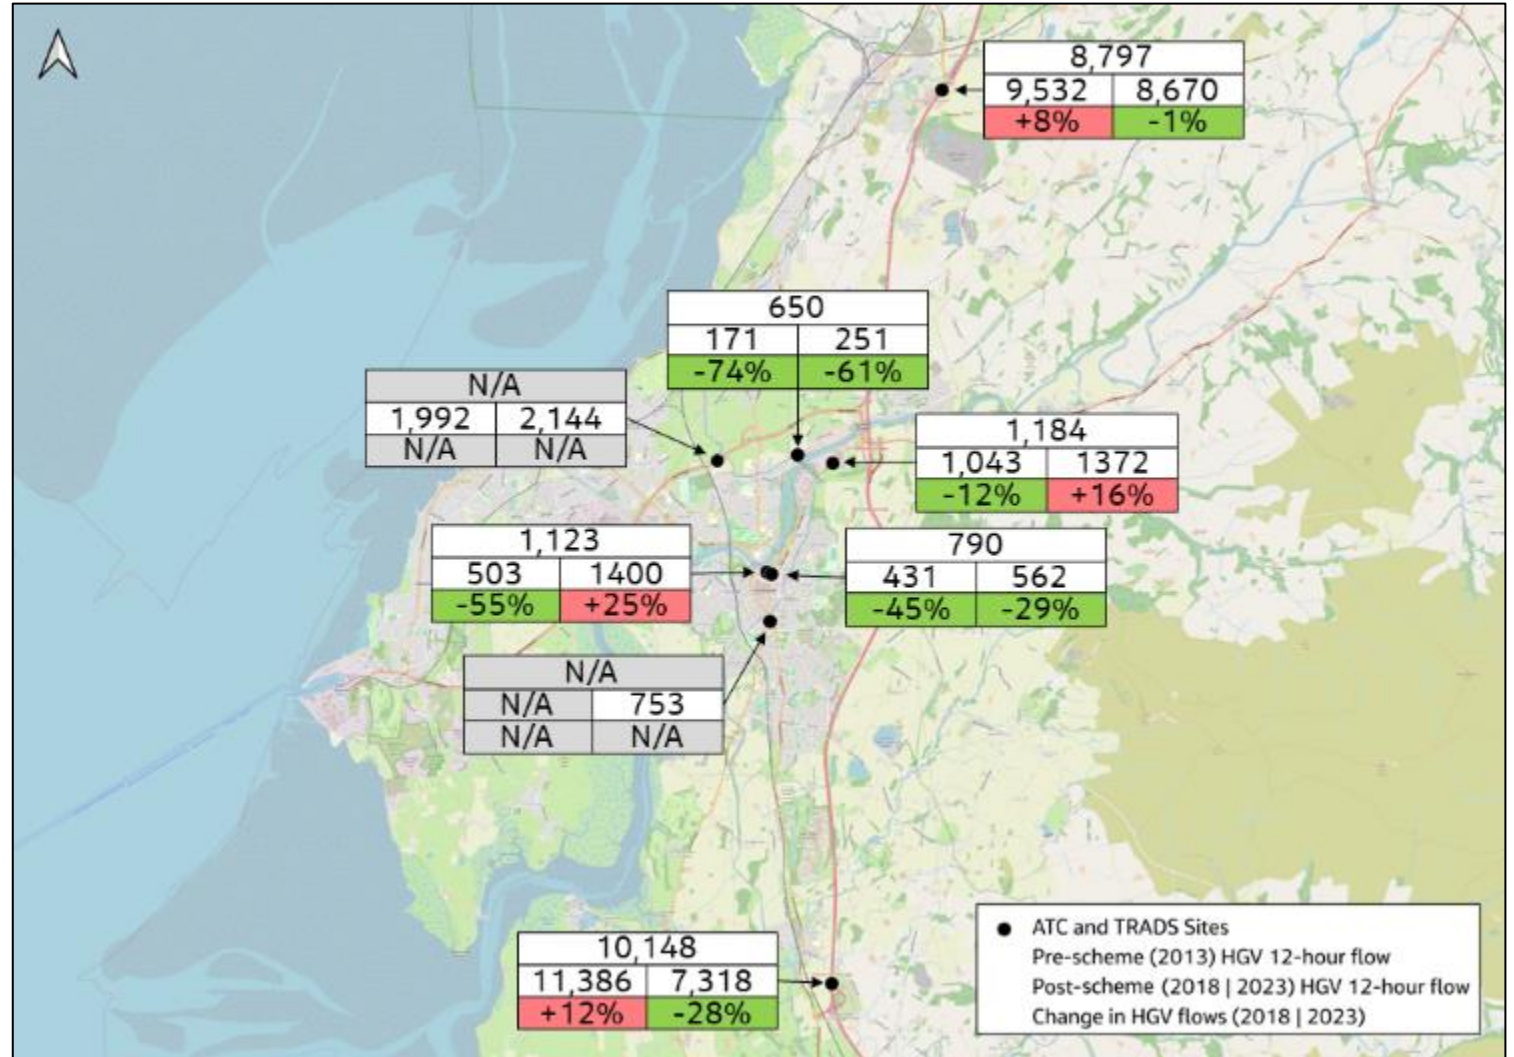 8,797
9,532 8,670
+8% -1%
650
171 251
-74% -61%
N/A
1,992 2,144
N/A N/A
1,184
1,043 1372
-12% +16%
1,123
503 1400
-55% +25%
790
431 562
-45% -29%
N/A
N/A 753
N/A N/A
10,148
11,386 7,318
+12% -28%
ATC and TRADS Sites
Pre-scheme (2013) HGV 12-hour flow
Post-scheme (2018 | 2023) HGV 12-hour flow
Change in HGV flows (2018 | 2023)